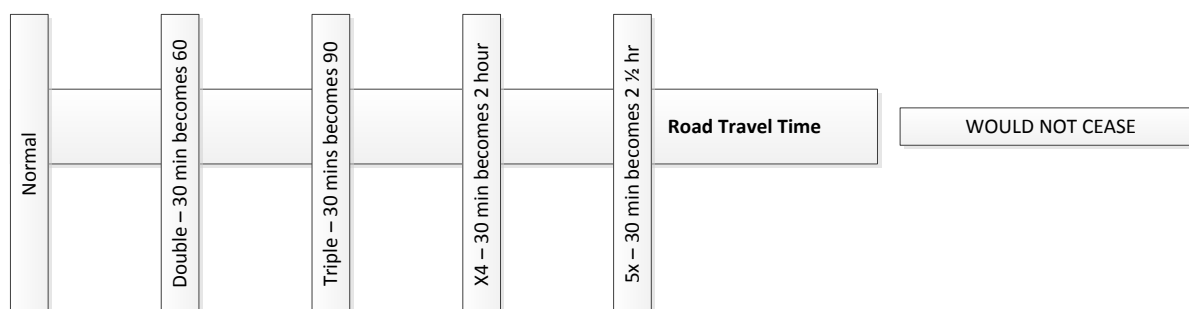 Normal
Double – 30 min becomes 60
Triple – 30 mins becomes 90
X4 – 30 min becomes 2 hour
5x – 30 min becomes 2 ½ hr
Road Travel Time
WOULD NOT CEASE